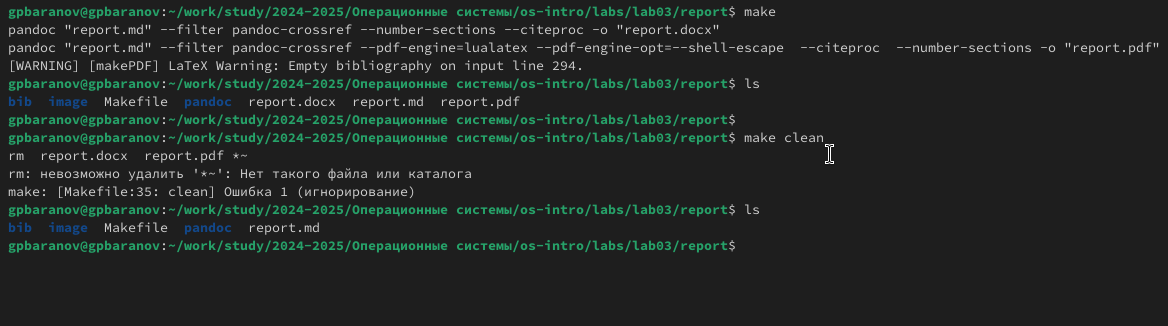 gpbaranov@gpbaranov:~/work/study/2024-2025/Операционные системы/os-intro/labs/lab03/report$ make
pandoc "report.md" --filter pandoc-crossref --number-sections --citeproc -o "report.docx"
pandoc "report.md" --filter pandoc-crossref --pdf-engine=lualatex --pdf-engine-opt=--shell-escape  --citeproc  --number-sections -o "report.pdf"
[WARNING] [makePDF] LaTeX Warning: Empty bibliography on input line 294.
gpbaranov@gpbaranov:~/work/study/2024-2025/Операционные системы/os-intro/labs/lab03/report$ ls
bib  image  Makefile  pandoc  report.docx  report.md  report.pdf
gpbaranov@gpbaranov:~/work/study/2024-2025/Операционные системы/os-intro/labs/lab03/report$
gpbaranov@gpbaranov:~/work/study/2024-2025/Операционные системы/os-intro/labs/lab03/report$ make clean
rm  report.docx  report.pdf *~
rm: невозможно удалить '*~': Нет такого файла или каталога
make: [Makefile:35: clean] Ошибка 1 (игнорирование)
gpbaranov@gpbaranov:~/work/study/2024-2025/Операционные системы/os-intro/labs/lab03/report$ ls
bib  image  Makefile  pandoc  report.md
gpbaranov@gpbaranov:~/work/study/2024-2025/Операционные системы/os-intro/labs/lab03/report$